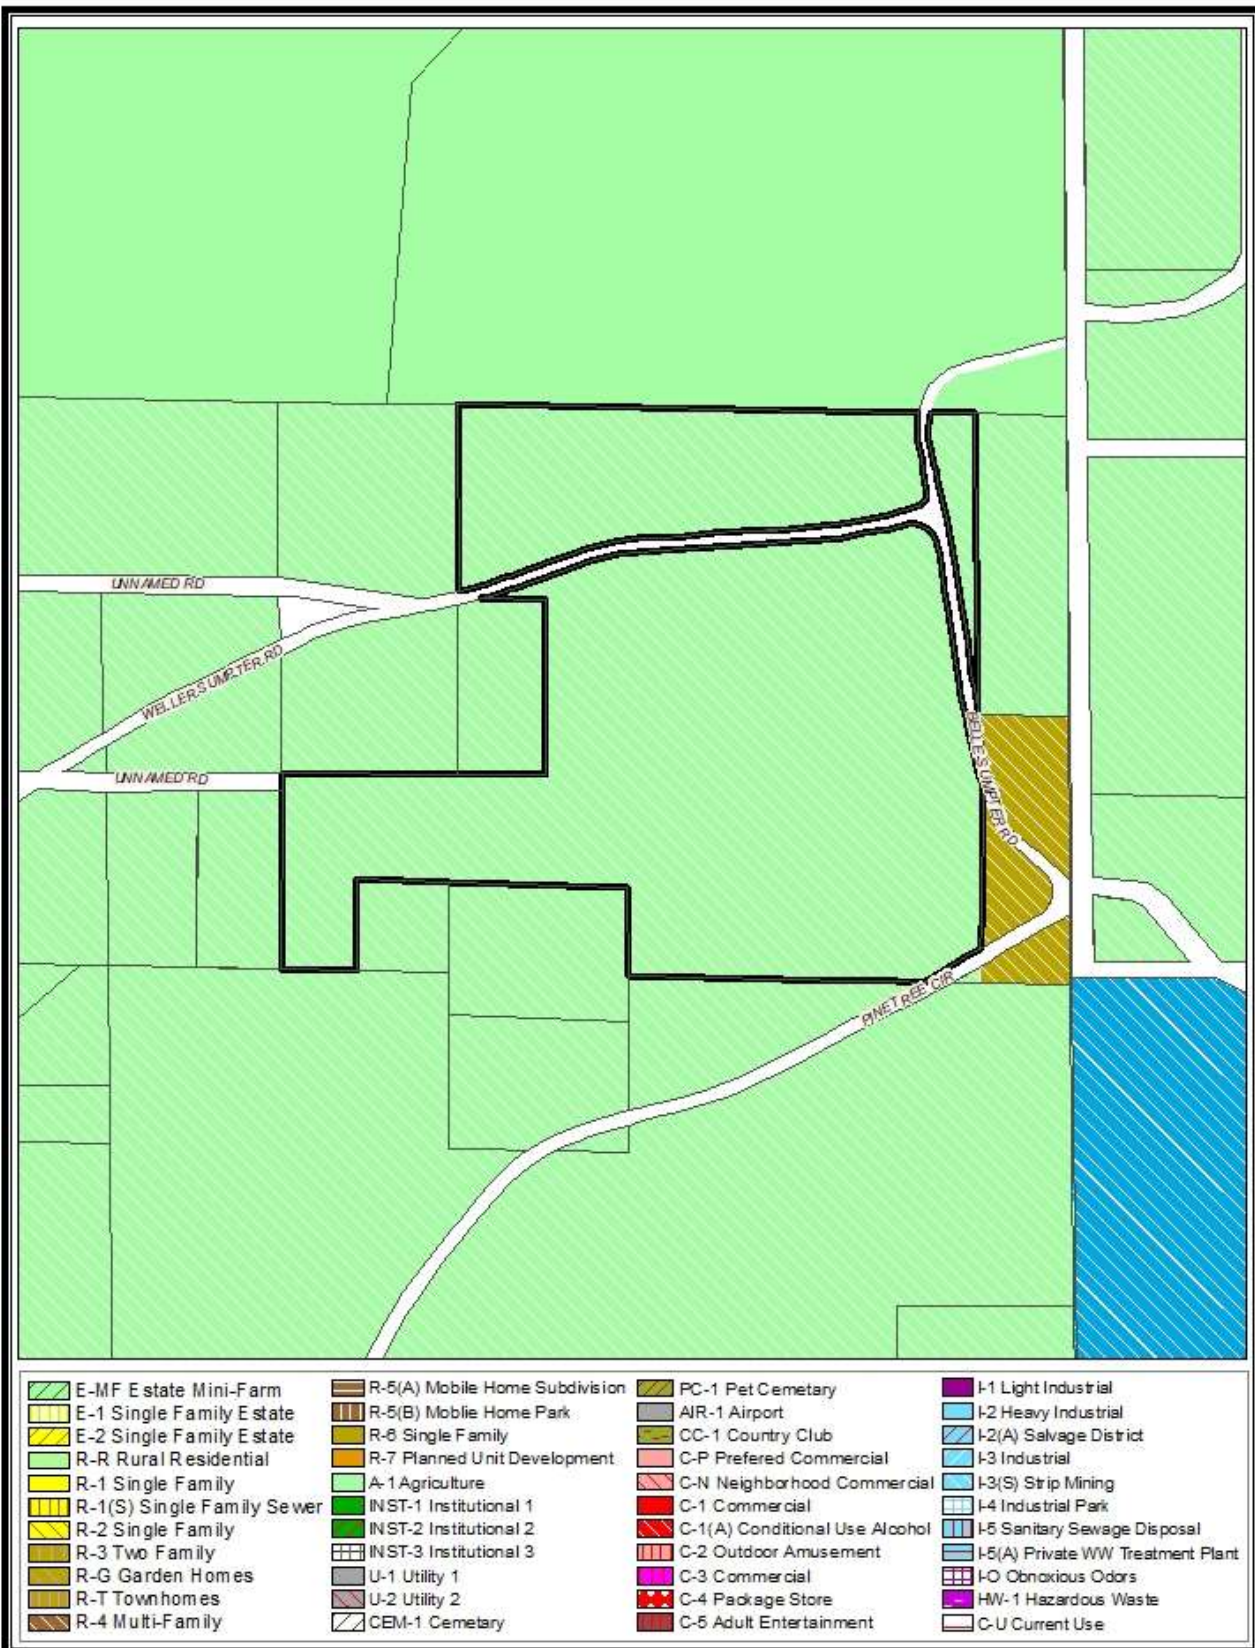 UNNAMED RD
WELLER SUMPTER RD
UNNAMED RD
BELLE SUMPTER RD
PINETREE CIR
E-MF Estate Mini-Farm
E-1 Single Family Estate
E-2 Single Family Estate
R-R Rural Residential
R-1 Single Family
R-1(S) Single Family Sewer
R-2 Single Family
R-3 Two Family
R-G Garden Homes
R-T Townhomes
R-4 Multi-Family
R-5(A) Mobile Home Subdivision
R-5(B) Moblie Home Park
R-6 Single Family
R-7 Planned Unit Development
A-1 Agriculture
INST-1 Institutional 1
INST-2 Institutional 2
INST-3 Institutional 3
U-1 Utility 1
U-2 Utility 2
CEM-1 Cemetary
PC-1 Pet Cemetary
AIR-1 Airport
CC-1 Country Club
C-P Prefered Commercial
C-N Neighborhood Commercial
C-1 Commercial
C-1(A) Conditional Use Alcohol
C-2 Outdoor Amusement
C-3 Commercial
C-4 Package Store
C-5 Adult Entertainment
I-1 Light Industrial
I-2 Heavy Industrial
I-2(A) Salvage District
I-3 Industrial
I-3(S) Strip Mining
I-4 Industrial Park
I-5 Sanitary Sewage Disposal
I-5(A) Private WW Treatment Plant
I-O Obnoxious Odors
HW-1 Hazardous Waste
C-U Current Use